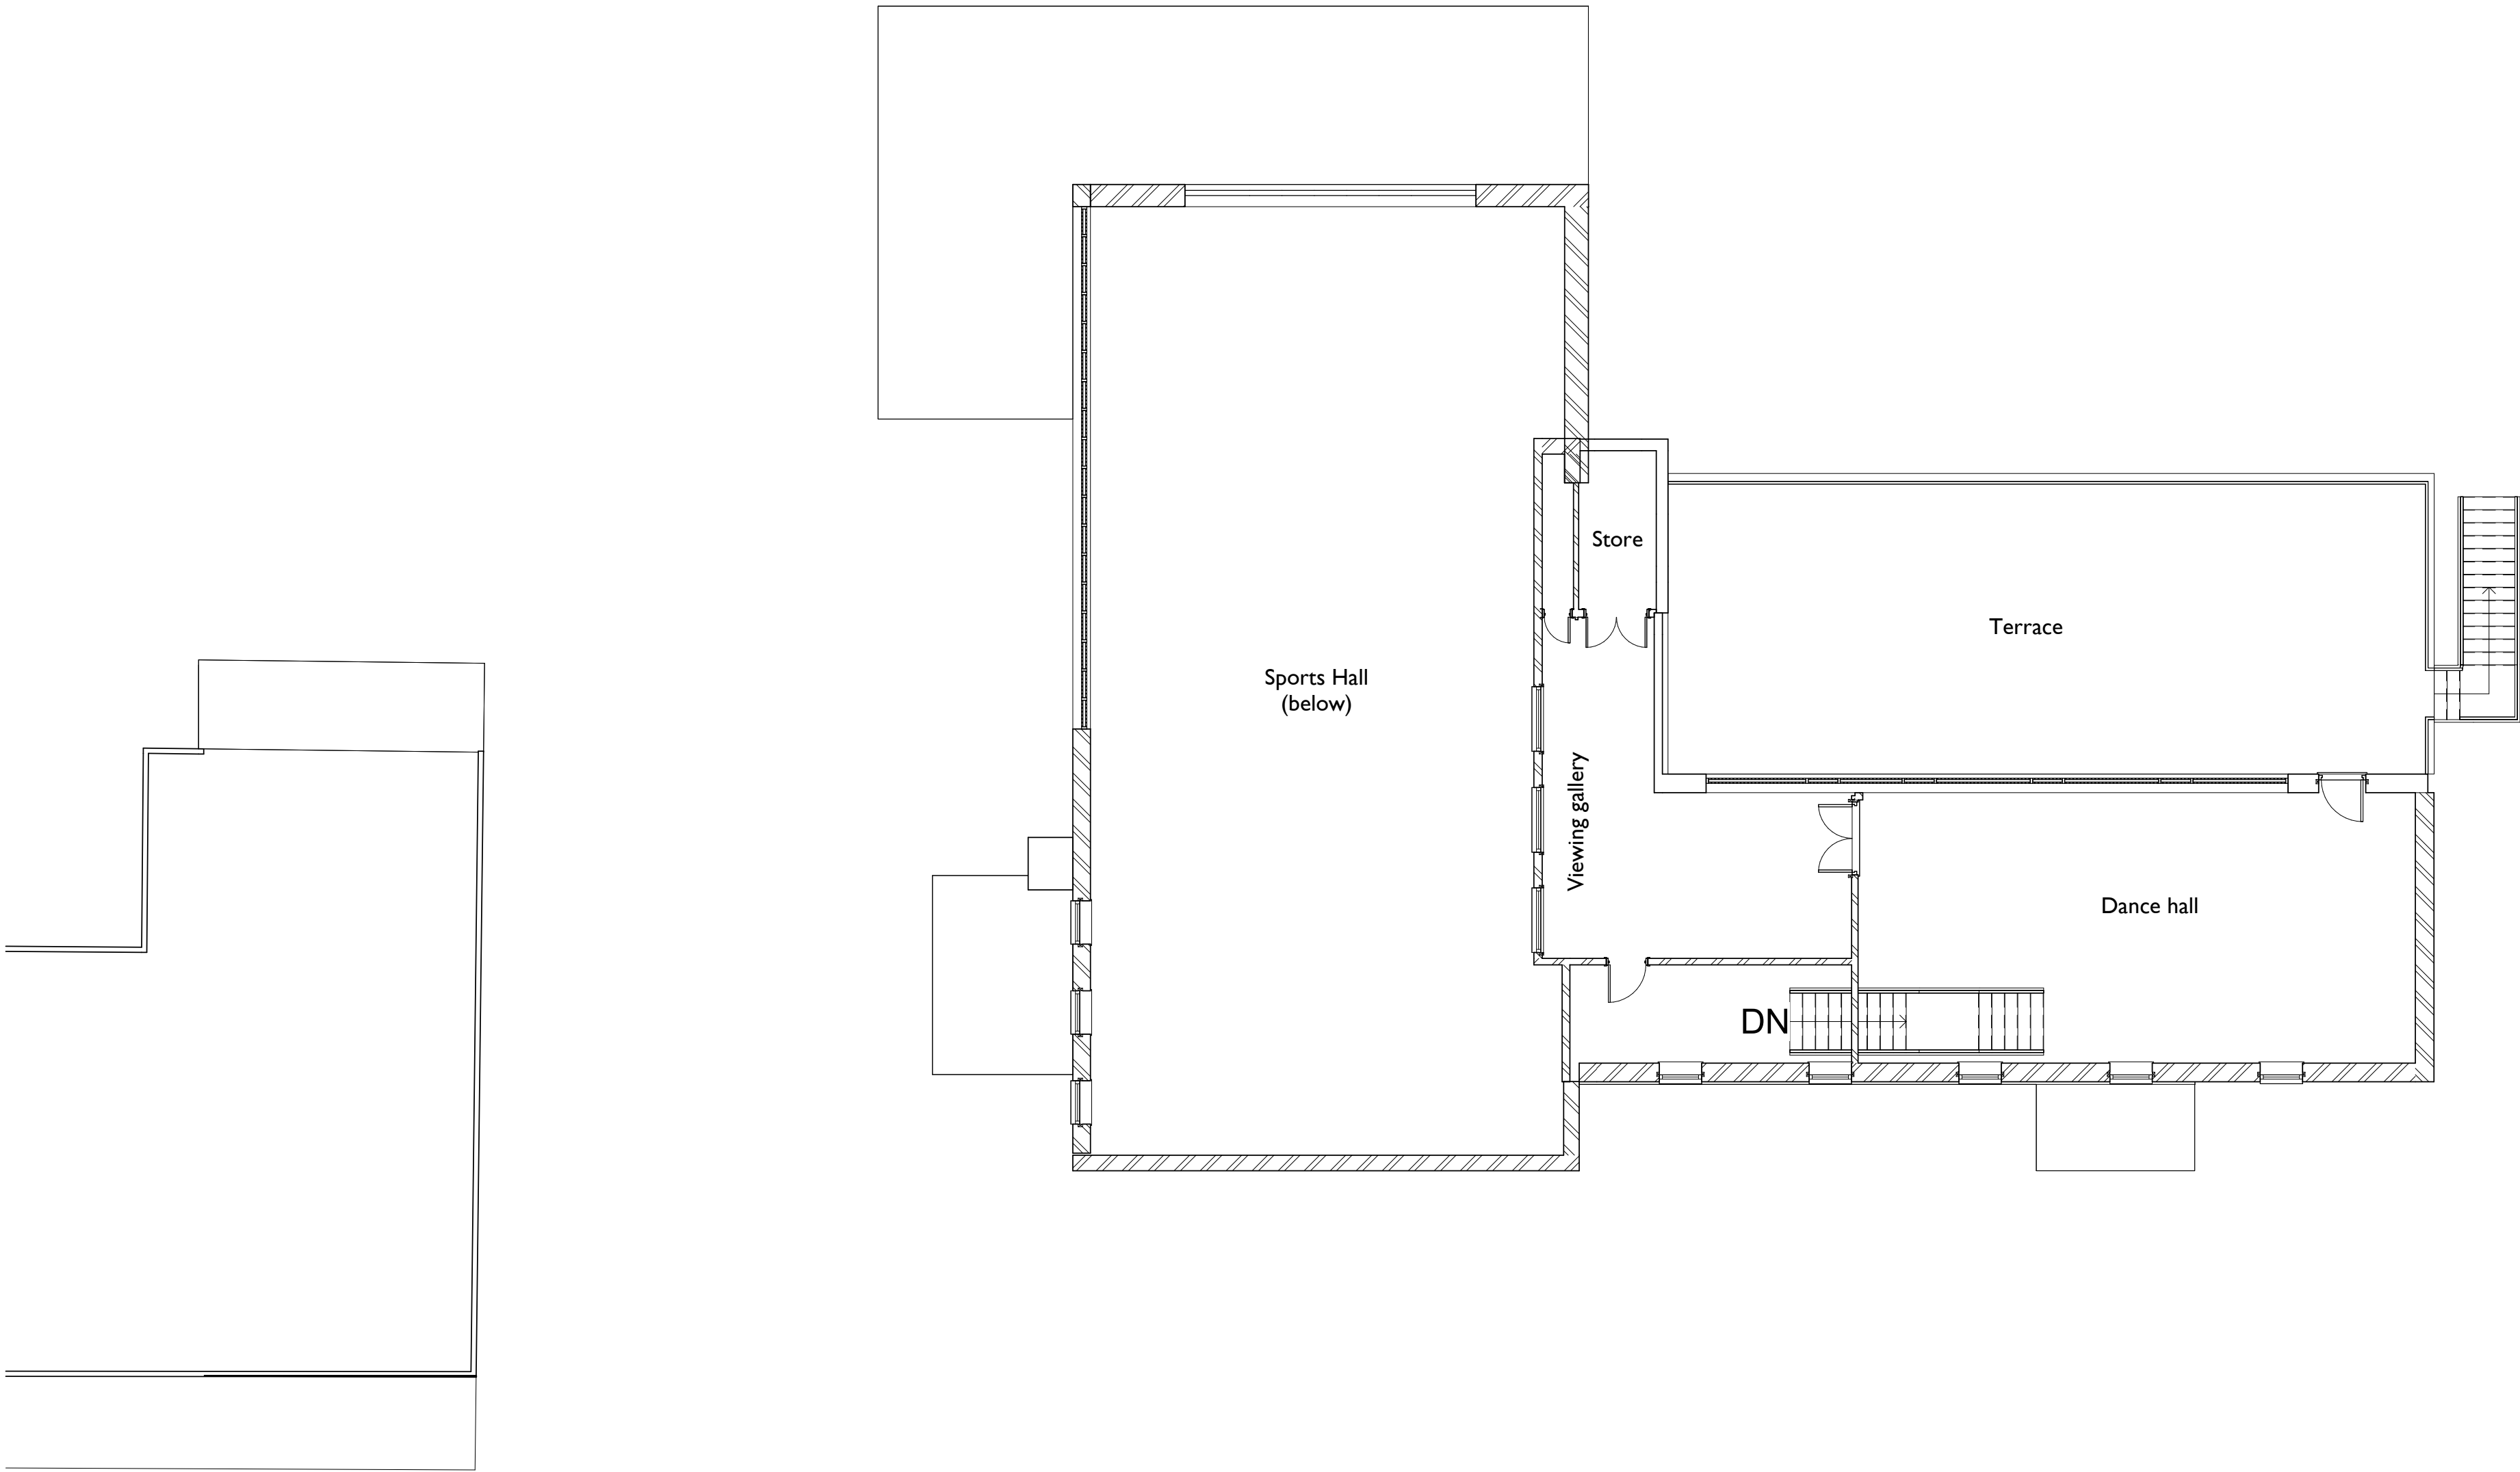 Store
Terrace
Sports Hall
(below)
Viewing gallery
Dance hall
DN